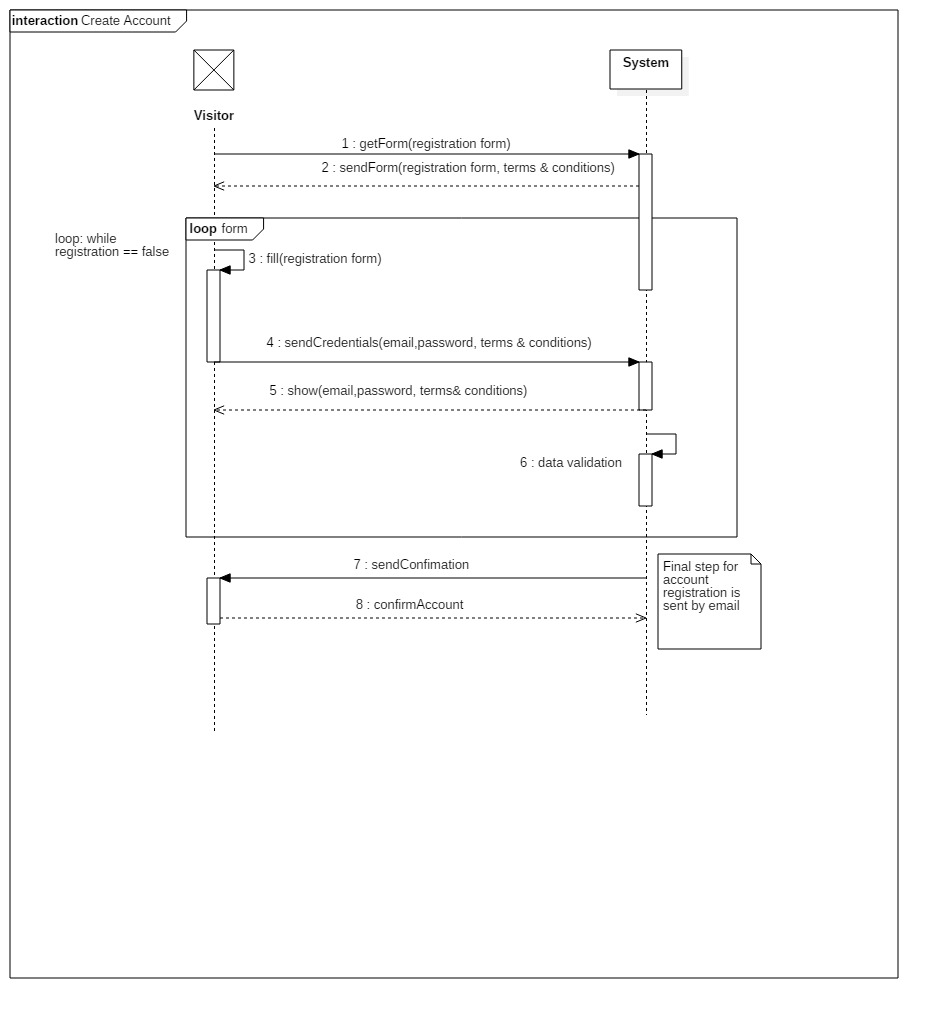 interaction Create Account
System
Visitor
1 : getForm(registration form)
2 : sendForm(registration form, terms & conditions)
loop form
loop: while
registration == false
3 : fill(registration form)
4 : sendCredentials(email,password, terms & conditions)
5 : show(email,password, terms& conditions)
6 : data validation
7 : sendConfimation
Final step for
account
registration is
sent by email
8 : confirmAccount